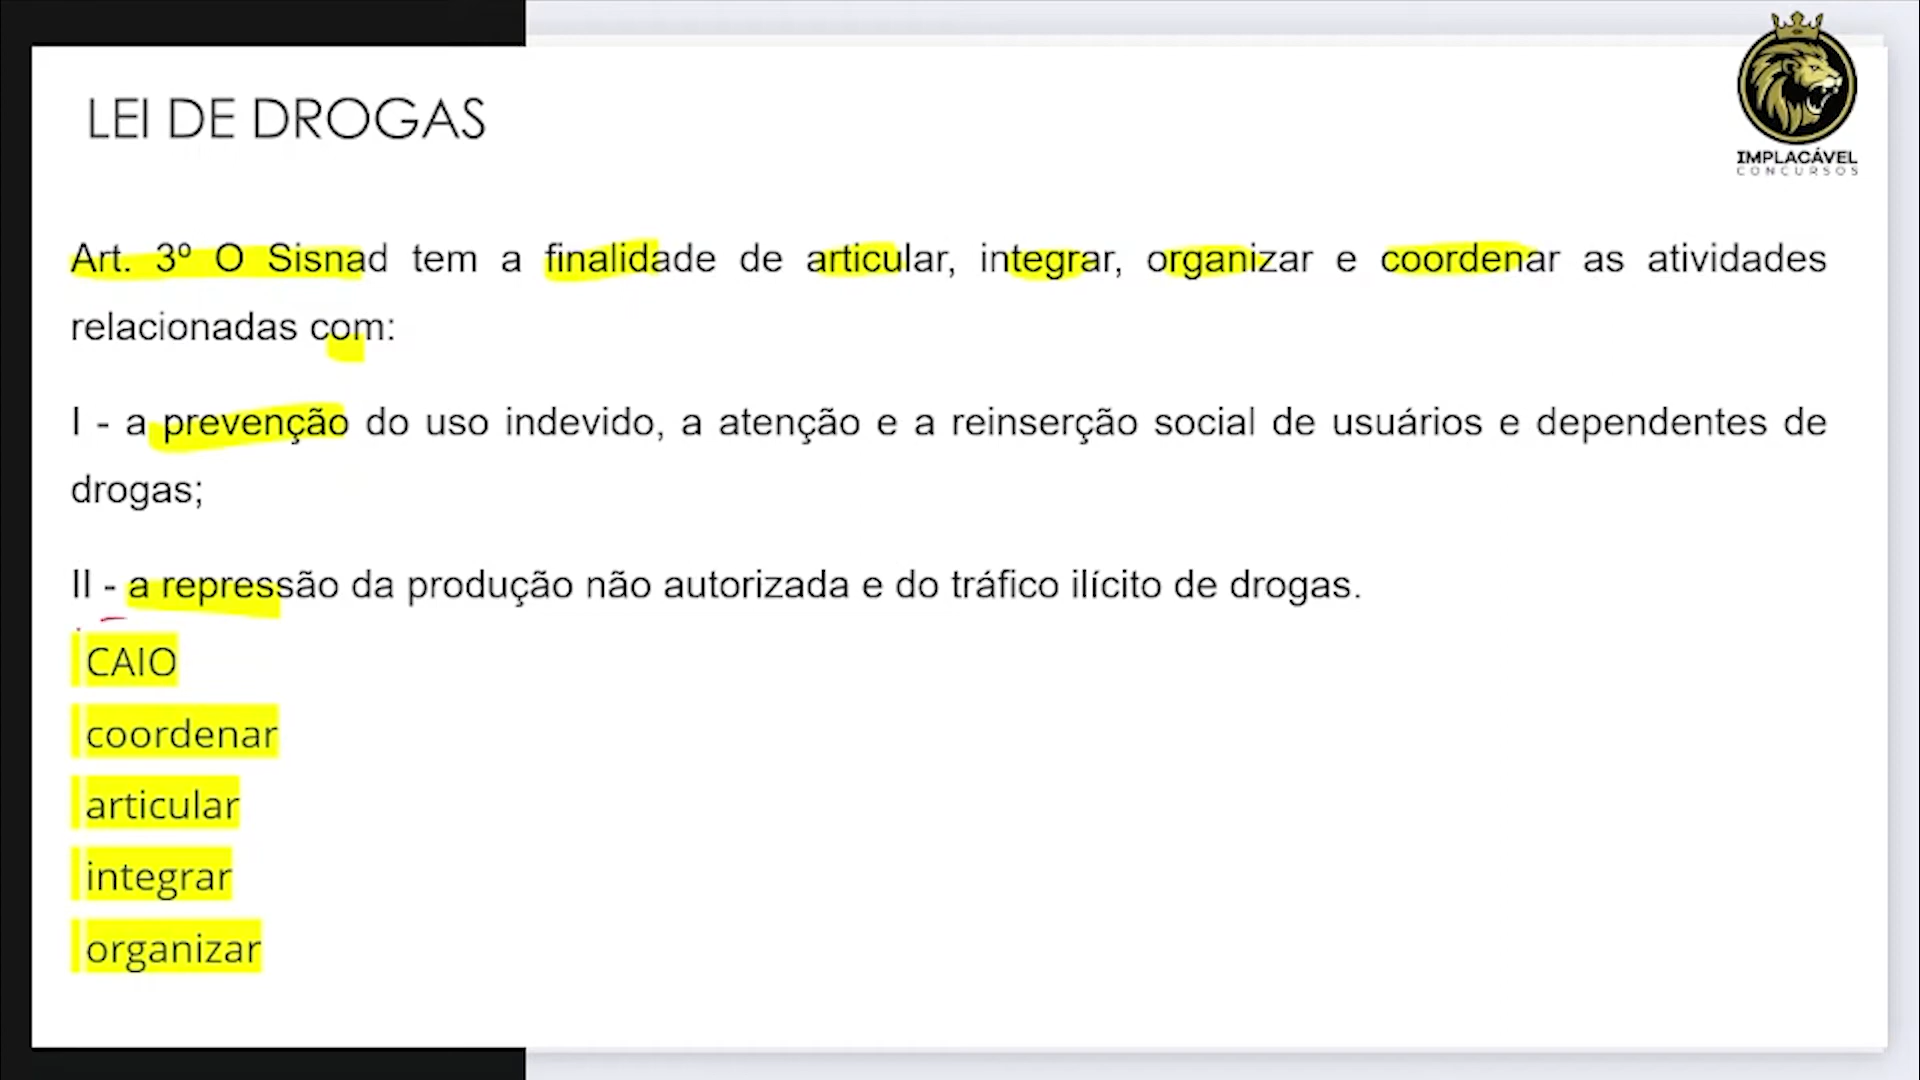 LEI DE DROGAS
IMPLACÁVEL
CONCURSOS
Art. 3º O Sisnad tem a finalidade de articular, integrar, organizar e coordenar as atividades
relacionadas com:
I - a prevenção do uso indevido, a atenção e a reinserção social de usuários e dependentes de
drogas;
II - a repressão da produção não autorizada e do tráfico ilícito de drogas.
CAIO
coordenar
articular
integrar
organizar